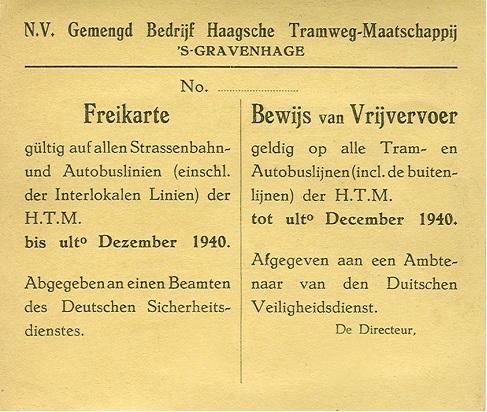 N.V. Gemengd Bedrijf Haagsche Tramweg-Maatschappij
'S-GRAVENHAGE
No. ....................
Freikarte
gültig auf allen Strassenbahn-
und Autobuslinien (einschl.
der Interlokalen Linien) der
H.T.M.
bis ultº Dezember 1940.
Abgegeben an einen Beamten
des Deutschen Sicherheits-
dienstes.
Bewijs van Vrijvervoer
geldig op alle Tram- en
Autobuslijnen (incl. de buiten-
lijnen) der H.T.M.
tot ultº December 1940.
Afgegeven aan een Ambte-
naar van den Duitschen
Veiligheidsdienst.
De Directeur,